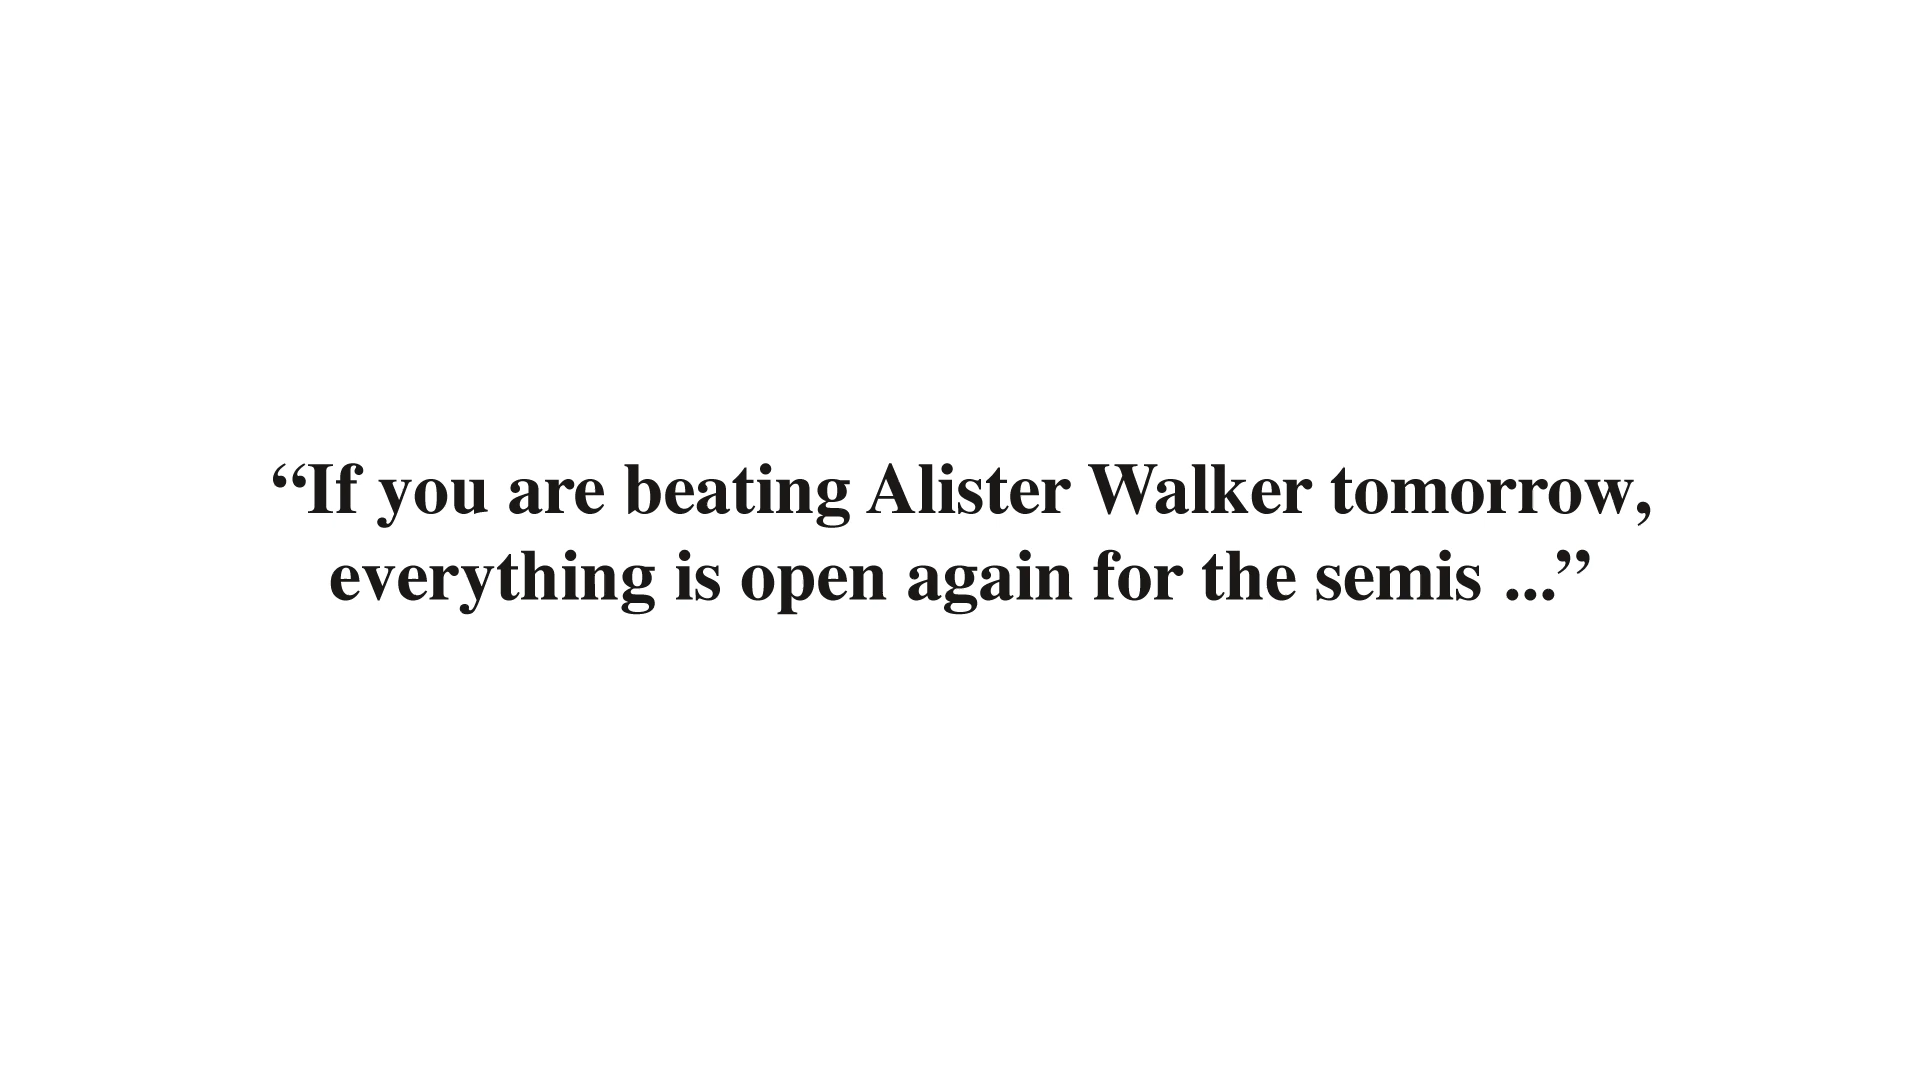 “If you are beating Alister Walker tomorrow,
everything is open again for the semis ...”